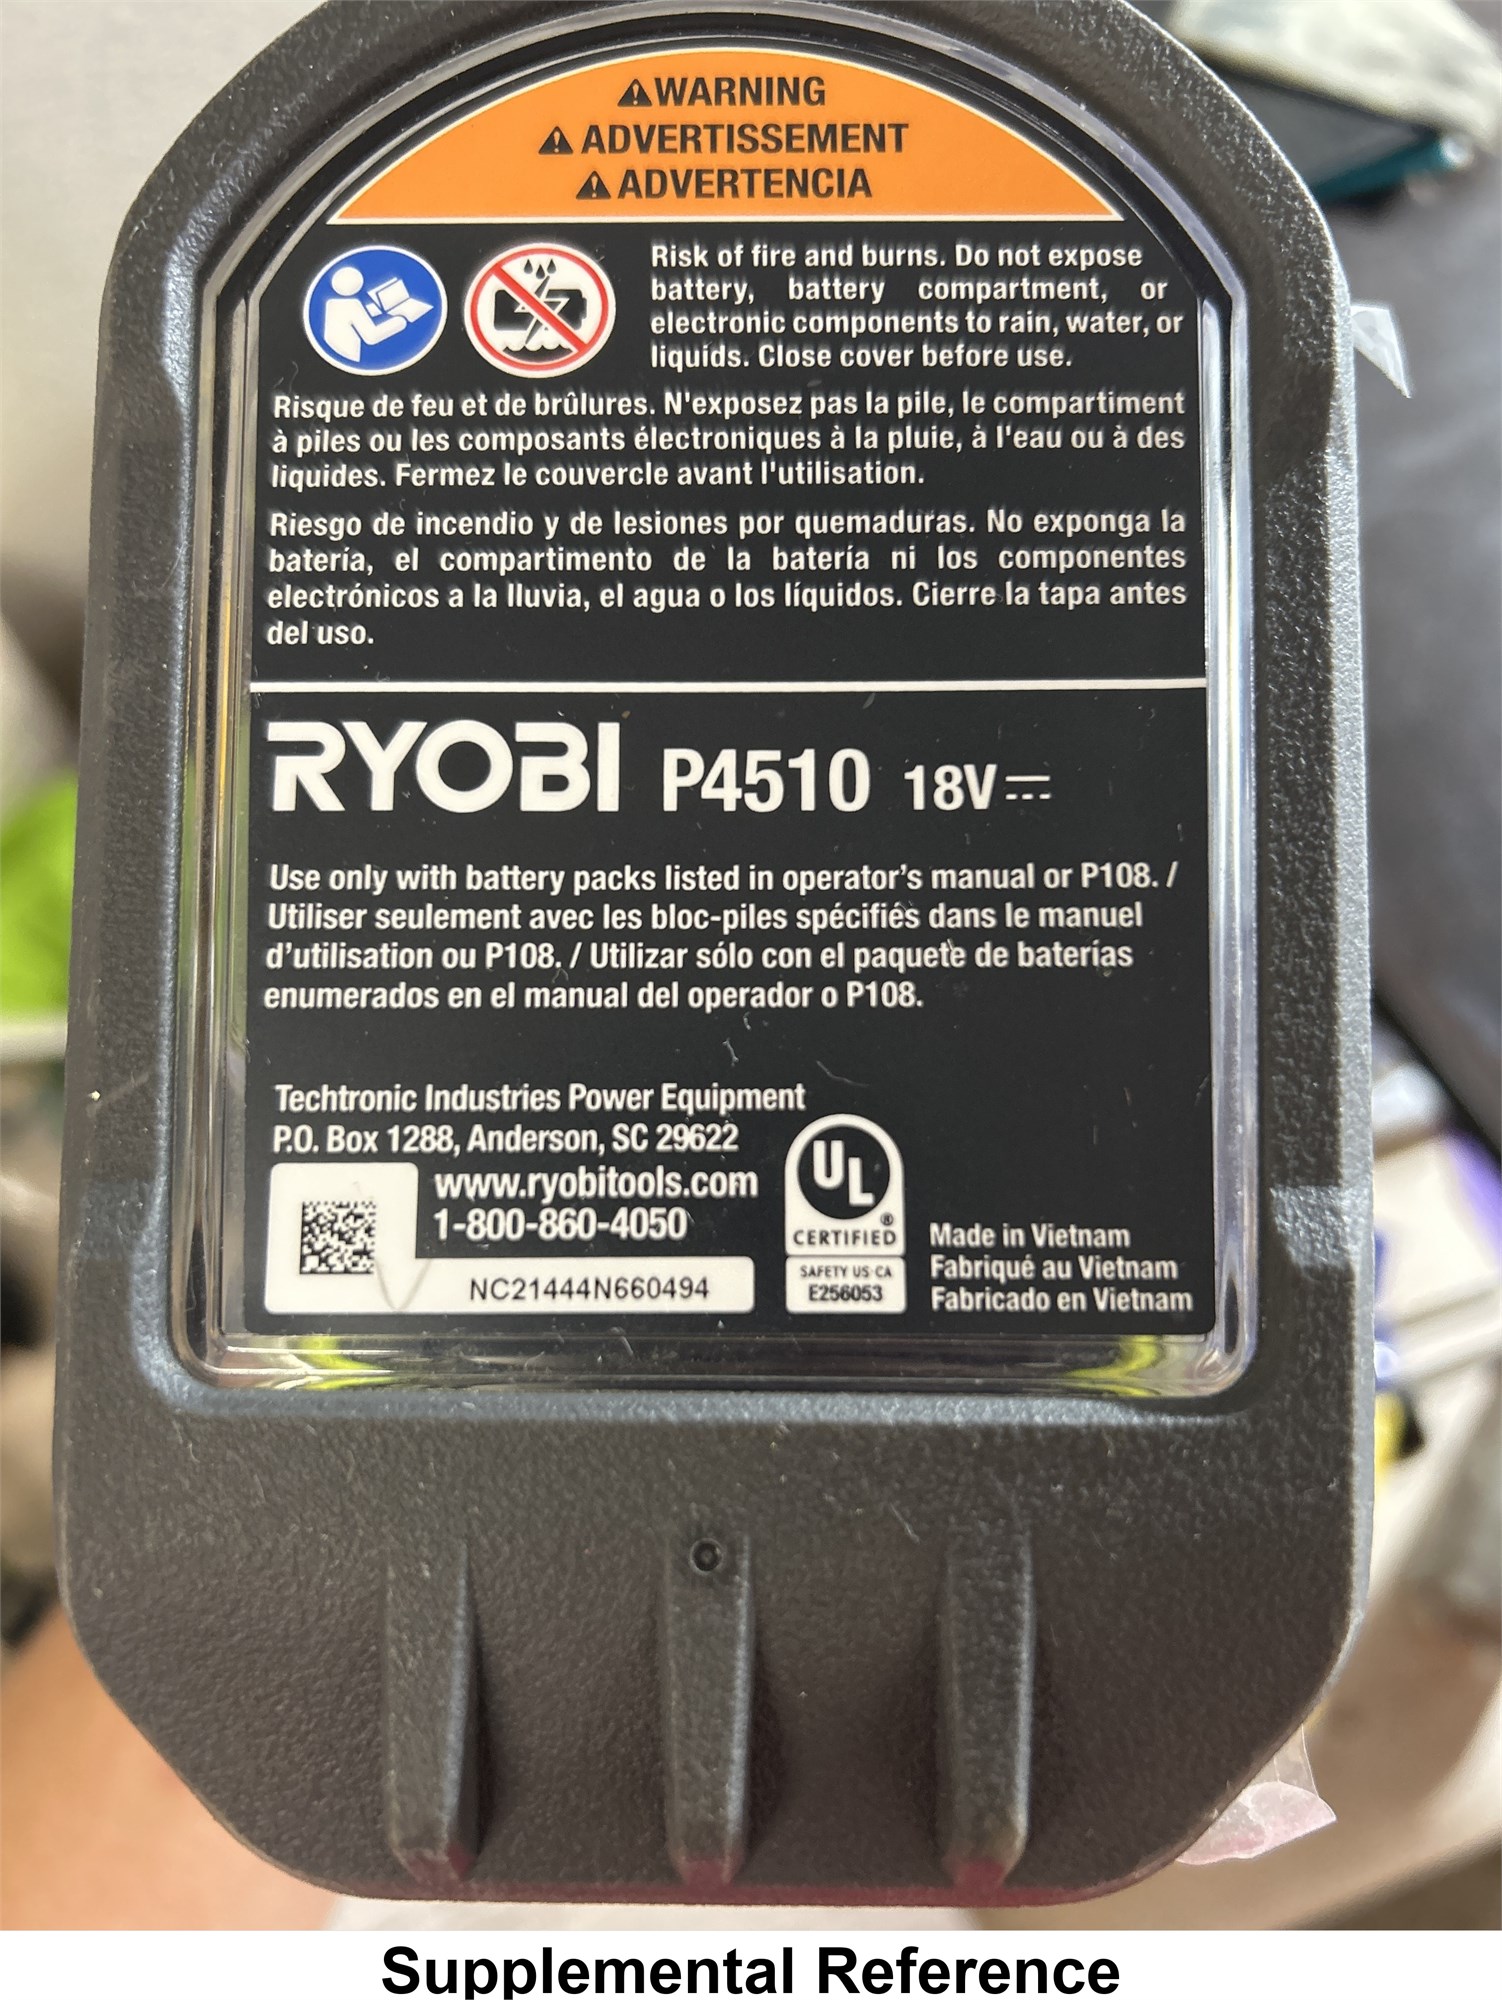 WARNING
ADVERTISSEMENT
ADVERTENCIA
Risk of fire and burns. Do not expose
battery, battery compartment, or
electronic components to rain, water, or
liquids. Close cover before use.
Risque de feu et de brûlures. N'exposez pas la pile, le compartiment
à piles ou les composants électroniques à la pluie, à l'eau ou à des
liquides. Fermez le couvercle avant l'utilisation.
Riesgo de incendio y de lesiones por quemaduras. No exponga la
batería, el compartimento de la batería ni los componentes
electrónicos a la lluvia, el agua o los líquidos. Cierre la tapa antes
del uso.
RYOBI P4510 18V
Use only with battery packs listed in operator's manual or P108. /
Utiliser seulement avec les bloc-piles spécifiés dans le manuel
d'utilisation ou P108. / Utilizar sólo con el paquete de baterías
enumerados en el manual del operador o P108.
Techtronic Industries Power Equipment
P.O. Box 1288, Anderson, SC 29622
www.ryobitools.com
1-800-860-4050
NC21444N660494
UL ®
CERTIFIED
SAFETY US·CA
E256053
Made in Vietnam
Fabriqué au Vietnam
Fabricado en Vietnam
Supplemental Reference